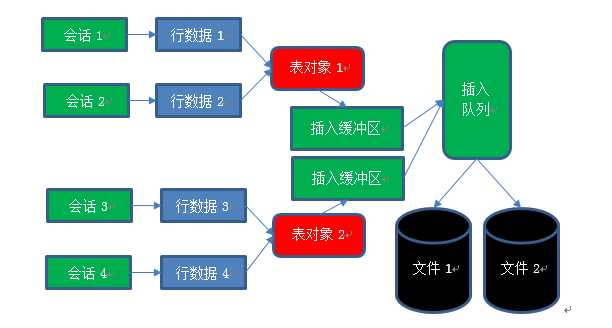 会话 1
行数据 1
会话 2
行数据 2
表对象 1
插入缓冲区
插入
队列
插入缓冲区
会话 3
行数据 3
表对象 2
会话 4
行数据 4
文件 1
文件 2